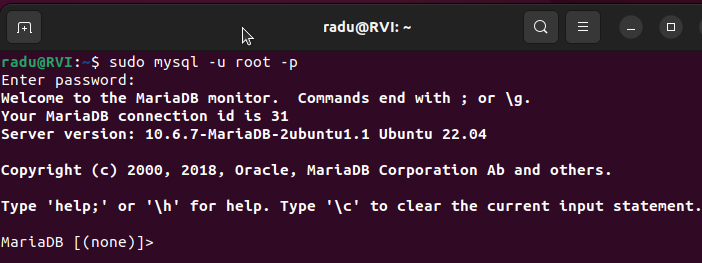 radu@RVI: ~
radu@RVI:~$ sudo mysql -u root -p
Enter password:
Welcome to the MariaDB monitor.  Commands end with ; or \g.
Your MariaDB connection id is 31
Server version: 10.6.7-MariaDB-2ubuntu1.1 Ubuntu 22.04
Copyright (c) 2000, 2018, Oracle, MariaDB Corporation Ab and others.
Type 'help;' or '\h' for help. Type '\c' to clear the current input statement.
MariaDB [(none)]>